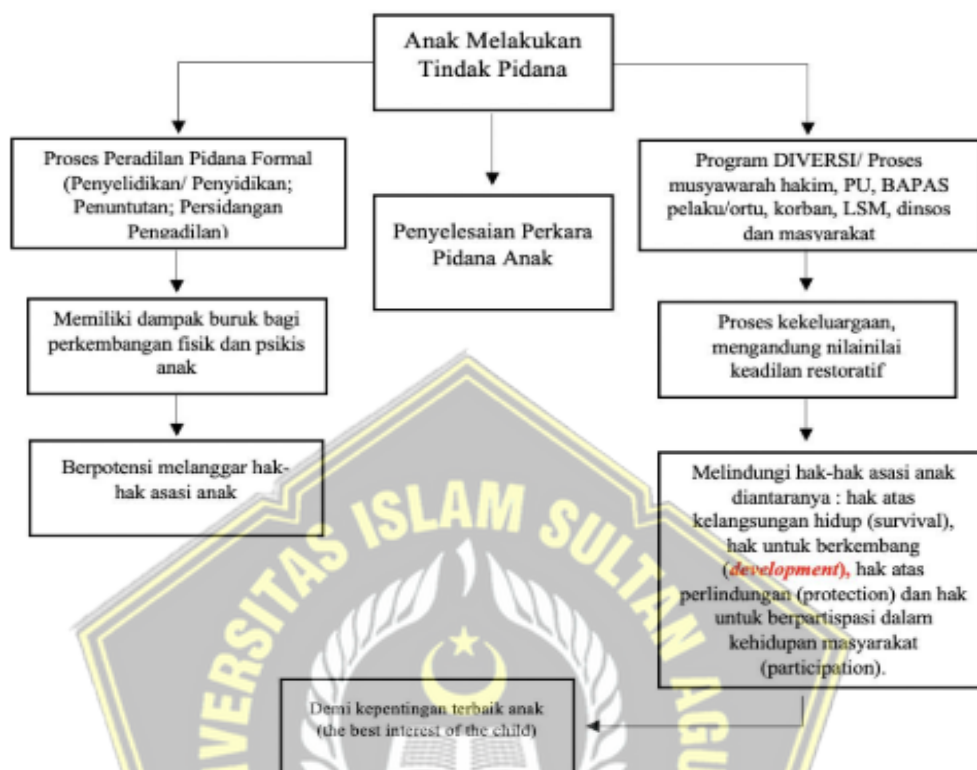 Anak Melakukan
Tindak Pidana
Proses Peradilan Pidana Formal
(Penyelidikan/ Penyidikan;
Penuntutan; Persidangan
Pengadilan)
Penyelesaian Perkara
Pidana Anak
Program DIVERSI/ Proses
musyawarah hakim, PU, BAPAS
pelaku/ortu, korban, LSM, dinsos
dan masyarakat
Memiliki dampak buruk bagi
perkembangan fisik dan psikis
anak
Proses kekeluargaan,
mengandung nilainilai
keadilan restoratif
Berpotensi melanggar hak-
hak asasi anak
Melindungi hak-hak asasi anak
diantaranya : hak atas
kelangsungan hidup (survival),
hak untuk berkembang
(development), hak atas
perlindungan (protection) dan hak
untuk berpartispasi dalam
kehidupan masyarakat
(participation).
Demi kepentingan terbaik anak
(the best interest of the child)
VERSITAS ISLAM SULTAN AGU